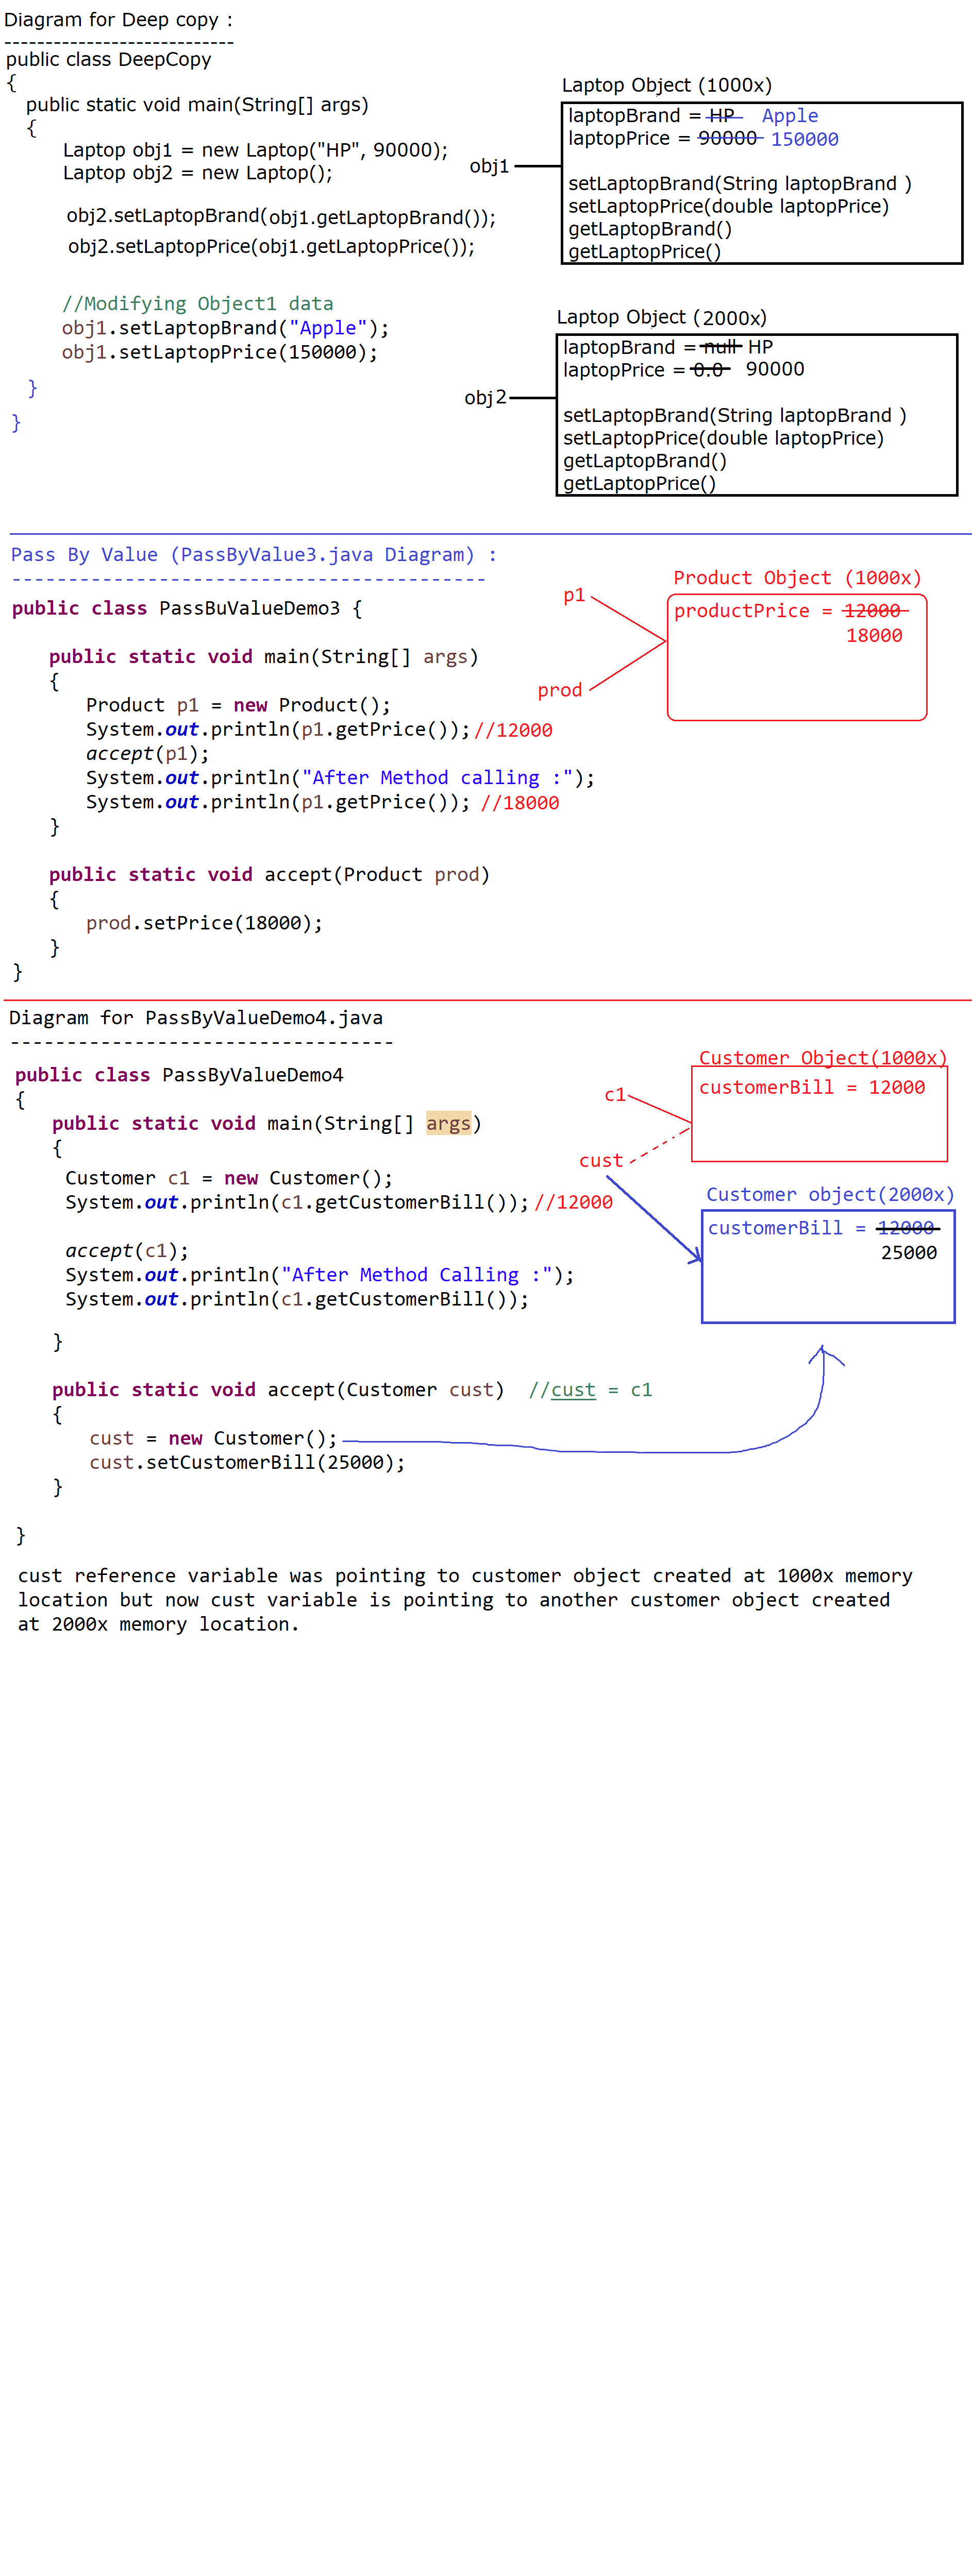 Diagram for Deep copy :
----------------------------
public class DeepCopy
{
public static void main(String[] args)
{
Laptop obj1 = new Laptop("HP", 90000);
Laptop obj2 = new Laptop();
obj2.setLaptopBrand(obj1.getLaptopBrand());
obj2.setLaptopPrice(obj1.getLaptopPrice());
//Modifying Object1 data
obj1.setLaptopBrand("Apple");
obj1.setLaptopPrice(150000);
}
}
Laptop Object (1000x)
obj1
laptopBrand = HP Apple
laptopPrice = 90000 150000
setLaptopBrand(String laptopBrand )
setLaptopPrice(double laptopPrice)
getLaptopBrand()
getLaptopPrice()
Laptop Object (2000x)
obj2
laptopBrand = null HP
laptopPrice = 0.0 90000
setLaptopBrand(String laptopBrand )
setLaptopPrice(double laptopPrice)
getLaptopBrand()
getLaptopPrice()
Pass By Value (PassByValue3.java Diagram) :
------------------------------------------
public class PassBuValueDemo3 {
public static void main(String[] args)
{
Product p1 = new Product();
System.out.println(p1.getPrice()); //12000
accept(p1);
System.out.println("After Method calling :");
System.out.println(p1.getPrice()); //18000
}
public static void accept(Product prod)
{
prod.setPrice(18000);
}
}
p1
prod
Product Object (1000x)
productPrice = 12000
18000
Diagram for PassByValueDemo4.java
----------------------------------
public class PassByValueDemo4
{
public static void main(String[] args)
{
Customer c1 = new Customer();
System.out.println(c1.getCustomerBill()); //12000
accept(c1);
System.out.println("After Method Calling :");
System.out.println(c1.getCustomerBill());
}
public static void accept(Customer cust) //cust = c1
{
cust = new Customer();
cust.setCustomerBill(25000);
}
}
Customer Object(1000x)
c1
customerBill = 12000
cust
Customer object(2000x)
customerBill = 12000
25000
cust reference variable was pointing to customer object created at 1000x memory
location but now cust variable is pointing to another customer object created
at 2000x memory location.